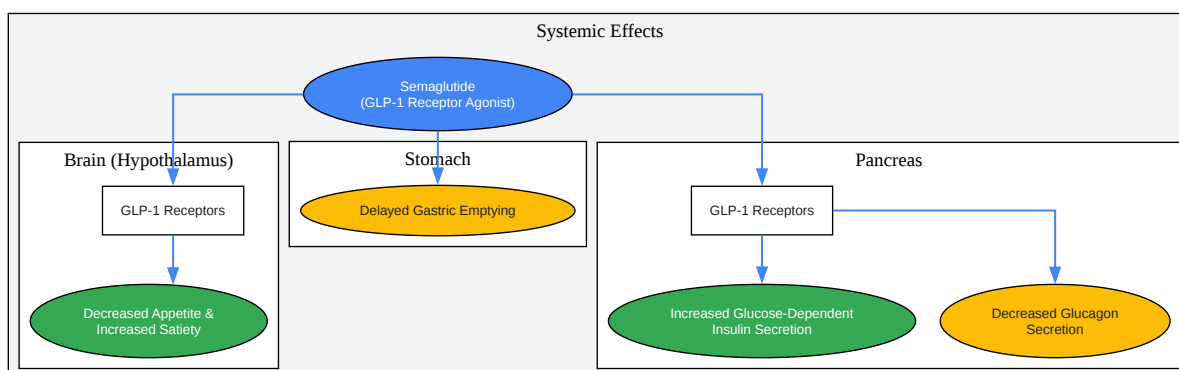 Systemic Effects
Semaglutide
(GLP-1 Receptor Agonist)
Brain (Hypothalamus)
Stomach
Pancreas
GLP-1 Receptors
Delayed Gastric Emptying
GLP-1 Receptors
Decreased Appetite &
Increased Satiety
Increased Glucose-Dependent
Insulin Secretion
Decreased Glucagon
Secretion